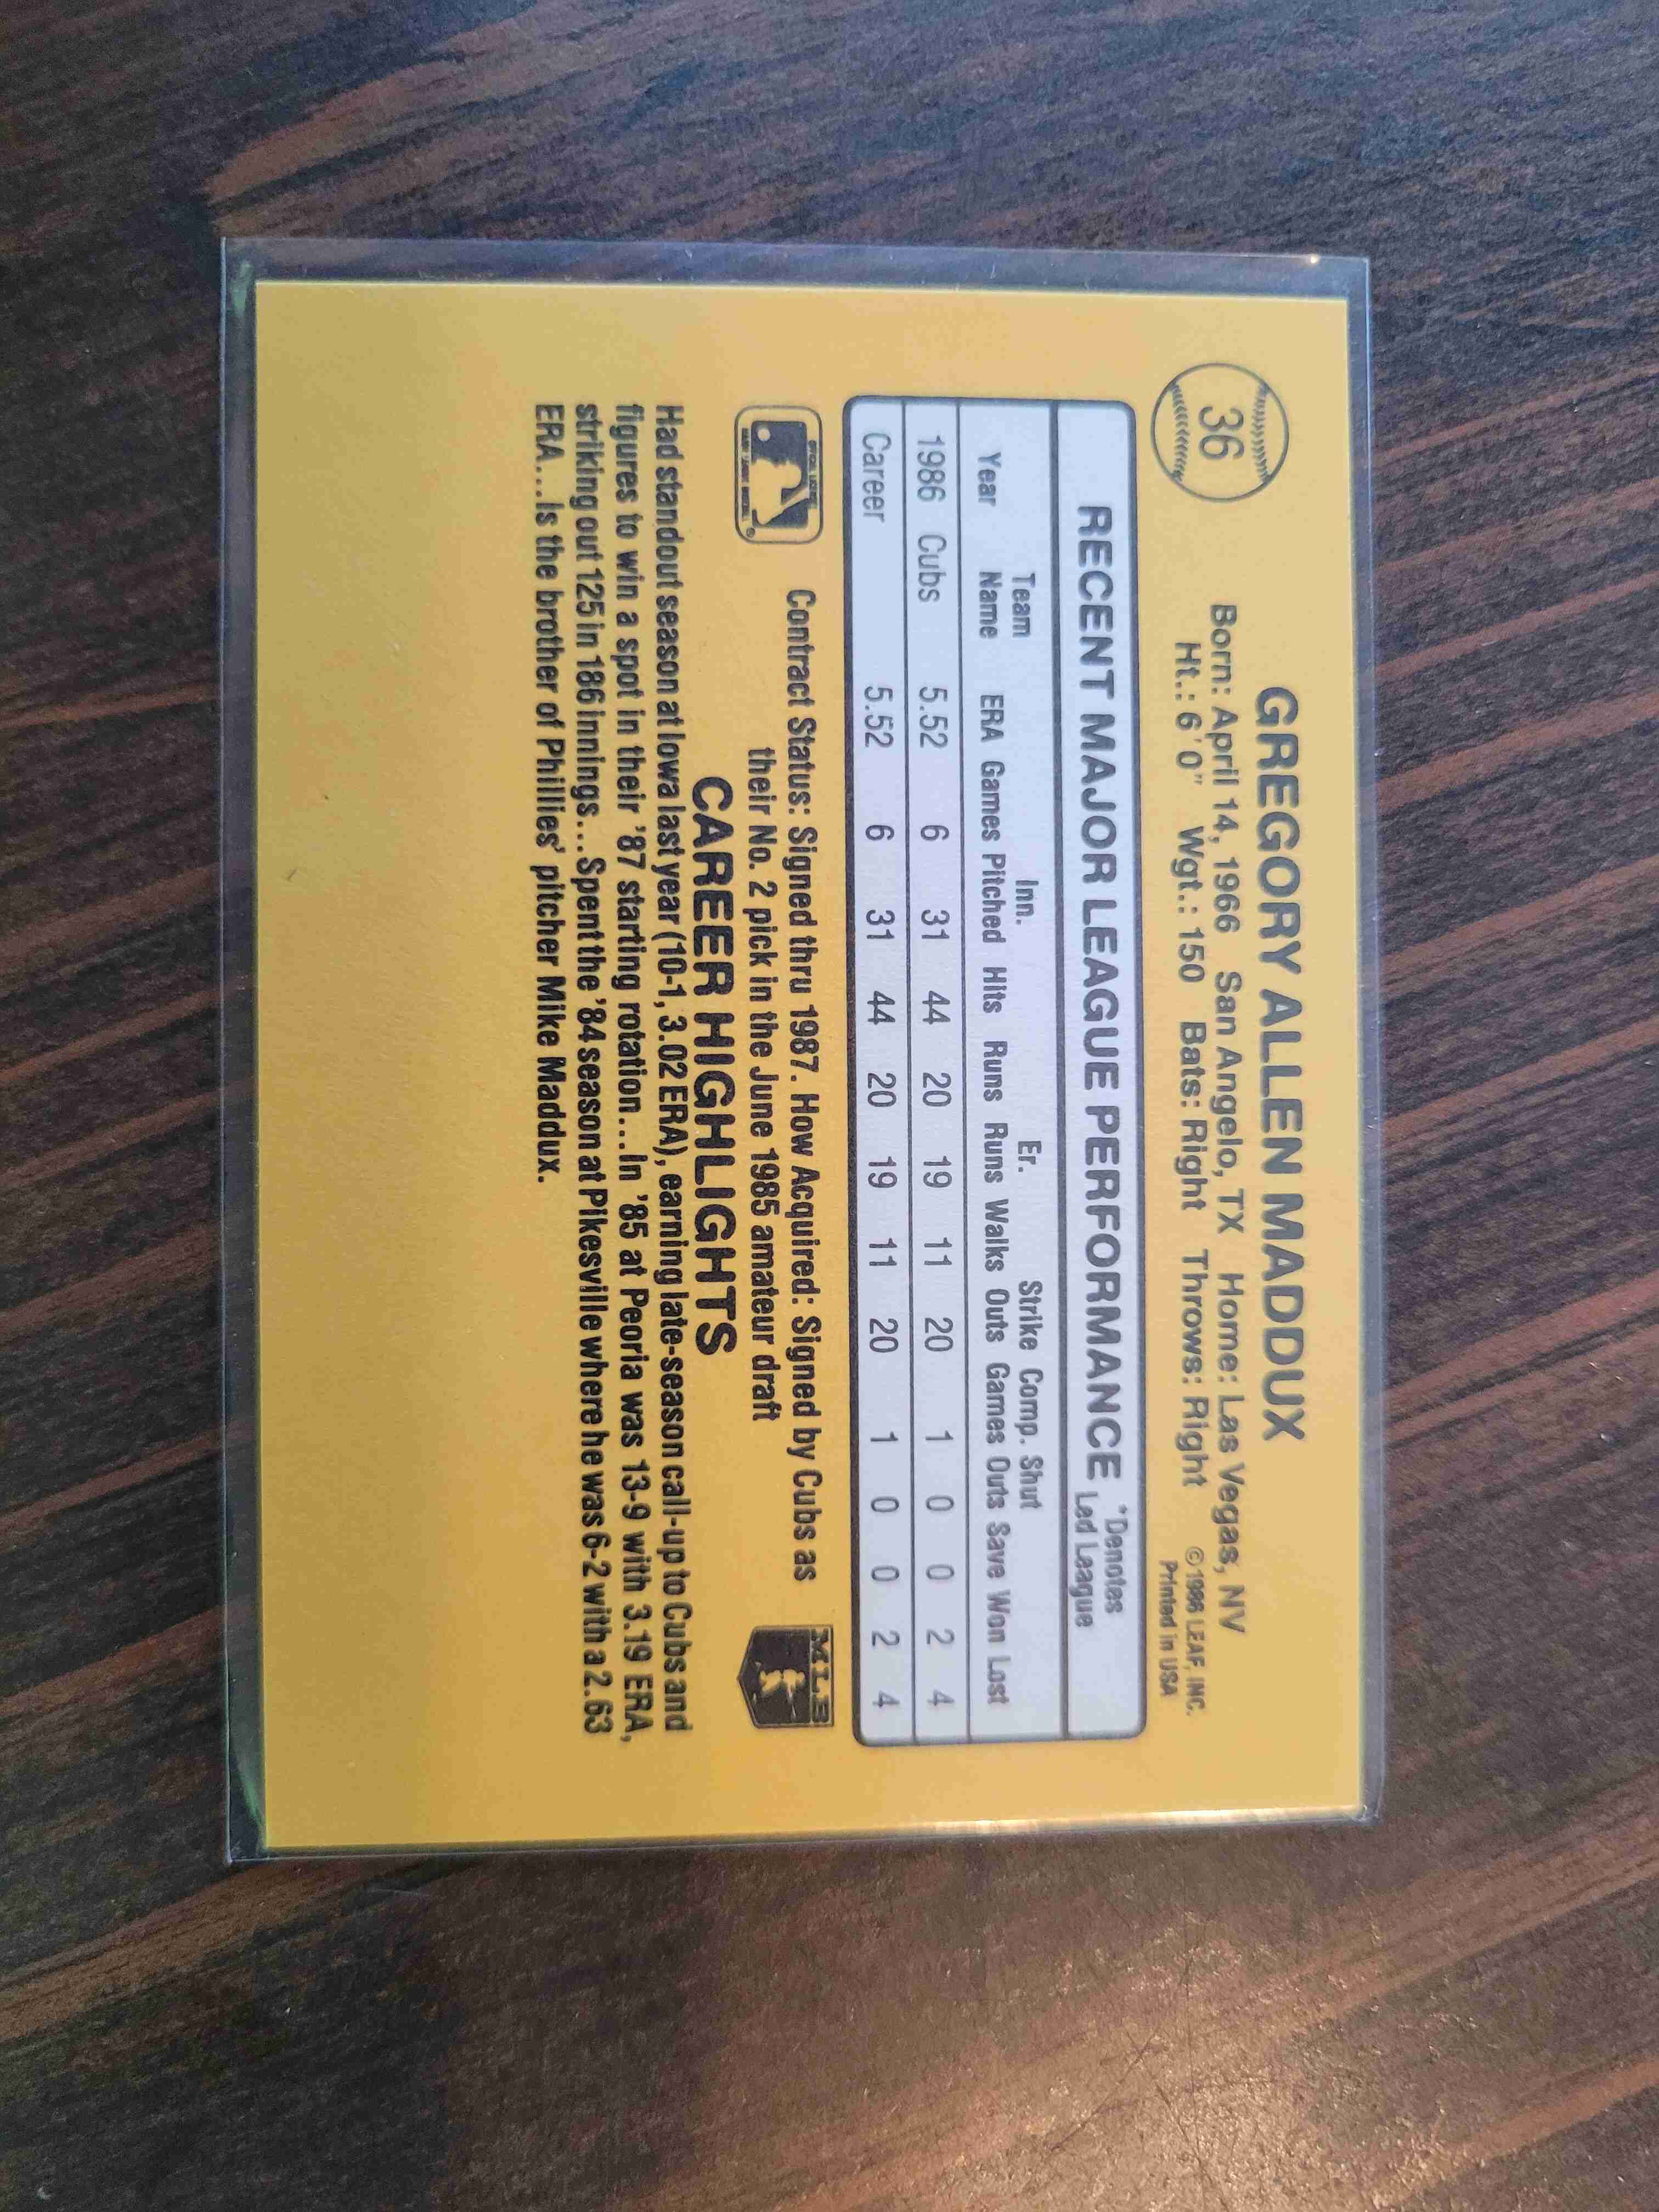 36
GREGORY ALLEN MADDUX
Born: April 14, 1966 San Angelo, TX Home: Las Vegas, NV
Ht.: 6'0" Wgt.: 150 Bats: Right Throws: Right
©1986 LEAF, INC.
Printed in USA
RECENT MAJOR LEAGUE PERFORMANCE
*Denotes
Led League
Team Inn. Er. Strike Comp. Shut
Year Name ERA Games Pitched Hits Runs Runs Walks Outs Games Outs Save Won Lost
1986 Cubs 5.52 6 31 44 20 19 11 20 1 0 0 2 4
Career 5.52 6 31 44 20 19 11 20 1 0 0 2 4
Contract Status: Signed thru 1987. How Acquired: Signed by Cubs as
their No. 2 pick in the June 1985 amateur draft
MLB
CAREER HIGHLIGHTS
Had standout season at Iowa last year (10-1, 3.02 ERA), earning late-season call-up to Cubs and
figures to win a spot in their '87 starting rotation...In '85 at Peoria was 13-9 with 3.19 ERA,
striking out 125 in 186 innings...Spent the '84 season at Pikesville where he was 6-2 with a 2.63
ERA...Is the brother of Phillies' pitcher Mike Maddux.